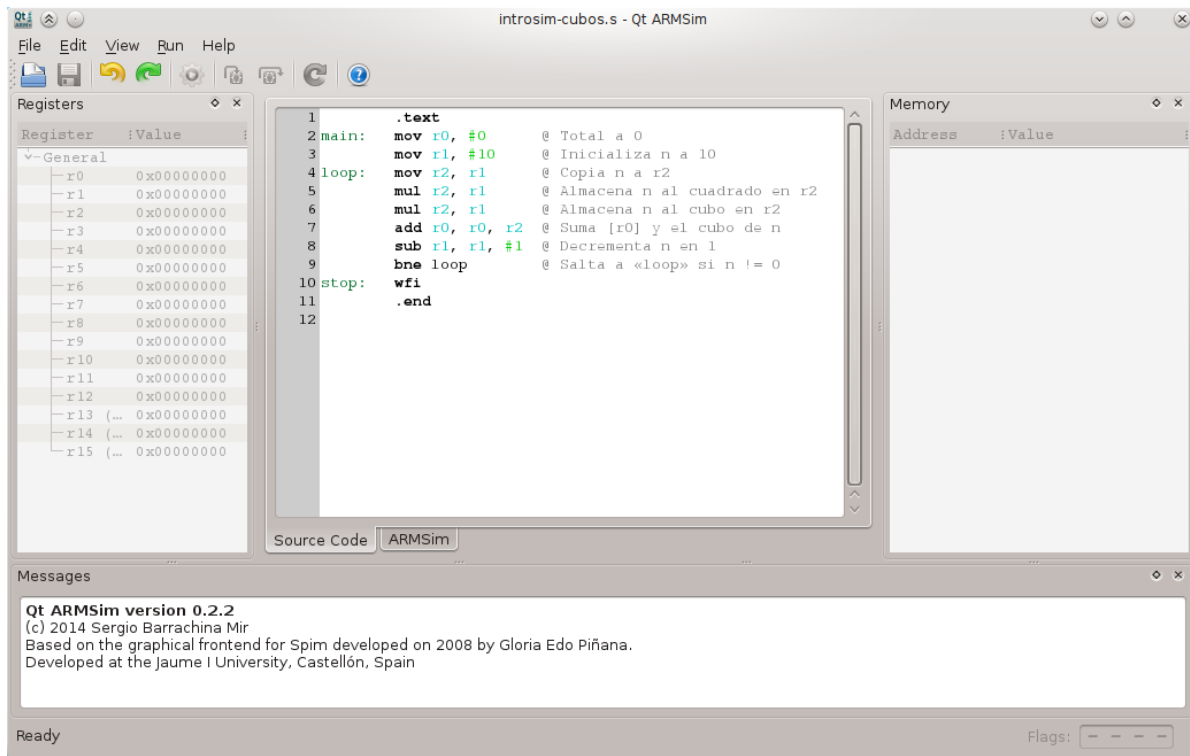 introsim-cubos.s - Qt ARMSim
File Edit View Run Help
Registers
Register Value
General
r0 0x00000000
r1 0x00000000
r2 0x00000000
r3 0x00000000
r4 0x00000000
r5 0x00000000
r6 0x00000000
r7 0x00000000
r8 0x00000000
r9 0x00000000
r10 0x00000000
r11 0x00000000
r12 0x00000000
r13 (... 0x00000000
r14 (... 0x00000000
r15 (... 0x00000000
1 .text
2 main: mov r0, #0 @ Total a 0
3 mov r1, #10 @ Inicializa n a 10
4 loop: mov r2, r1 @ Copia n a r2
5 mul r2, r1 @ Almacena n al cuadrado en r2
6 mul r2, r1 @ Almacena n al cubo en r2
7 add r0, r0, r2 @ Suma [r0] y el cubo de n
8 sub r1, r1, #1 @ Decrementa n en 1
9 bne loop @ Salta a «loop» si n != 0
10 stop: wfi
11 .end
12
Source Code ARMSim
Memory
Address Value
Messages
Qt ARMSim version 0.2.2
(c) 2014 Sergio Barrachina Mir
Based on the graphical frontend for Spim developed on 2008 by Gloria Edo Piñana.
Developed at the Jaume I University, Castellón, Spain
Ready
Flags: - - - -